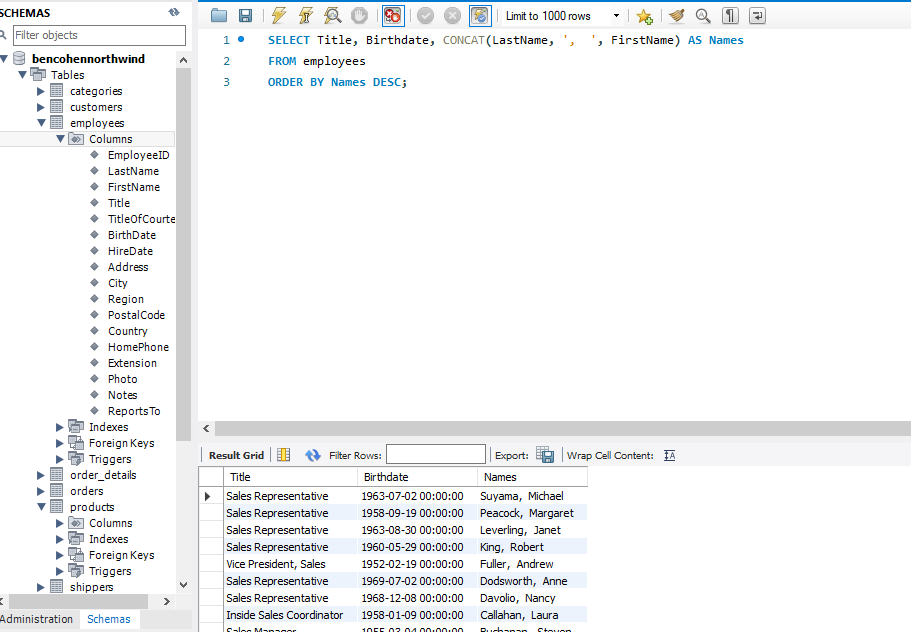 SCHEMAS
Filter objects
bencohennorthwind
Tables
categories
customers
employees
Columns
EmployeeID
LastName
FirstName
Title
TitleOfCourte
BirthDate
HireDate
Address
City
Region
PostalCode
Country
HomePhone
Extension
Photo
Notes
ReportsTo
Indexes
Foreign Keys
Triggers
order_details
orders
products
Columns
Indexes
Foreign Keys
Triggers
shippers
Administration Schemas
Limit to 1000 rows
1 SELECT Title, Birthdate, CONCAT(LastName, ',  ', FirstName) AS Names
2 FROM employees
3 ORDER BY Names DESC;
Result Grid Filter Rows: Export: Wrap Cell Content:
Title Birthdate Names
Sales Representative 1963-07-02 00:00:00 Suyama,  Michael
Sales Representative 1958-09-19 00:00:00 Peacock,  Margaret
Sales Representative 1963-08-30 00:00:00 Leverling,  Janet
Sales Representative 1960-05-29 00:00:00 King,  Robert
Vice President, Sales 1952-02-19 00:00:00 Fuller,  Andrew
Sales Representative 1969-07-02 00:00:00 Dodsworth,  Anne
Sales Representative 1968-12-08 00:00:00 Davolio,  Nancy
Inside Sales Coordinator 1958-01-09 00:00:00 Callahan,  Laura
Sales Manager 1955-03-04 00:00:00 Buchanan,  Steven